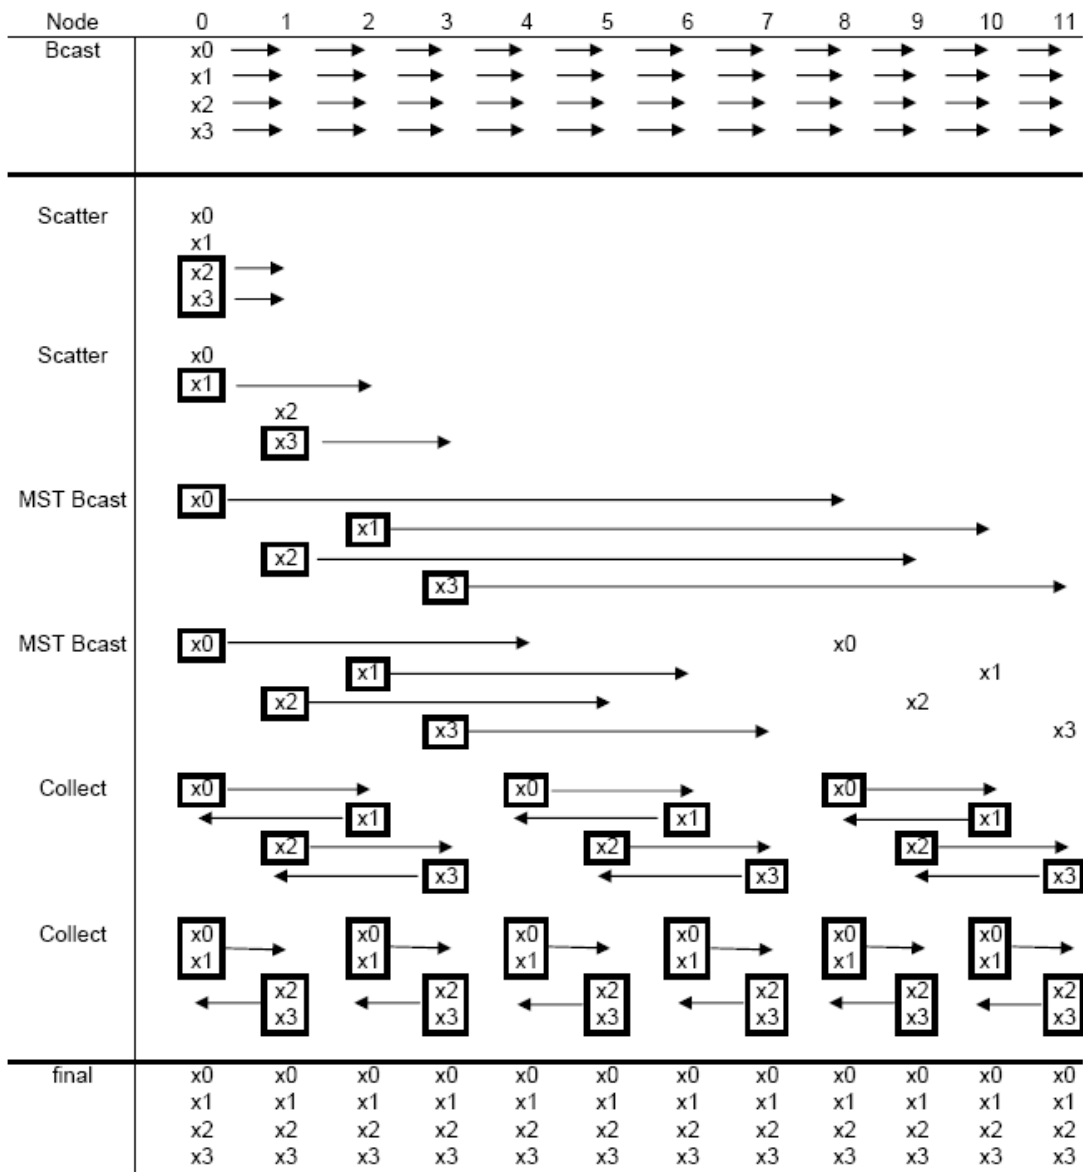 Node 0 1 2 3 4 5 6 7 8 9 10 11
Bcast x0
x1
x2
x3
Scatter x0
x1
x2
x3
Scatter x0
x1
x2
x3
MST Bcast x0
x1
x2
x3
MST Bcast x0 x0
x1 x1
x2 x2
x3 x3
Collect x0 x0 x0
x1 x1 x1
x2 x2 x2
x3 x3 x3
Collect x0 x0 x0 x0 x0 x0
x1 x1 x1 x1 x1 x1
x2 x2 x2 x2 x2 x2
x3 x3 x3 x3 x3 x3
final x0 x0 x0 x0 x0 x0 x0 x0 x0 x0 x0 x0
x1 x1 x1 x1 x1 x1 x1 x1 x1 x1 x1 x1
x2 x2 x2 x2 x2 x2 x2 x2 x2 x2 x2 x2
x3 x3 x3 x3 x3 x3 x3 x3 x3 x3 x3 x3